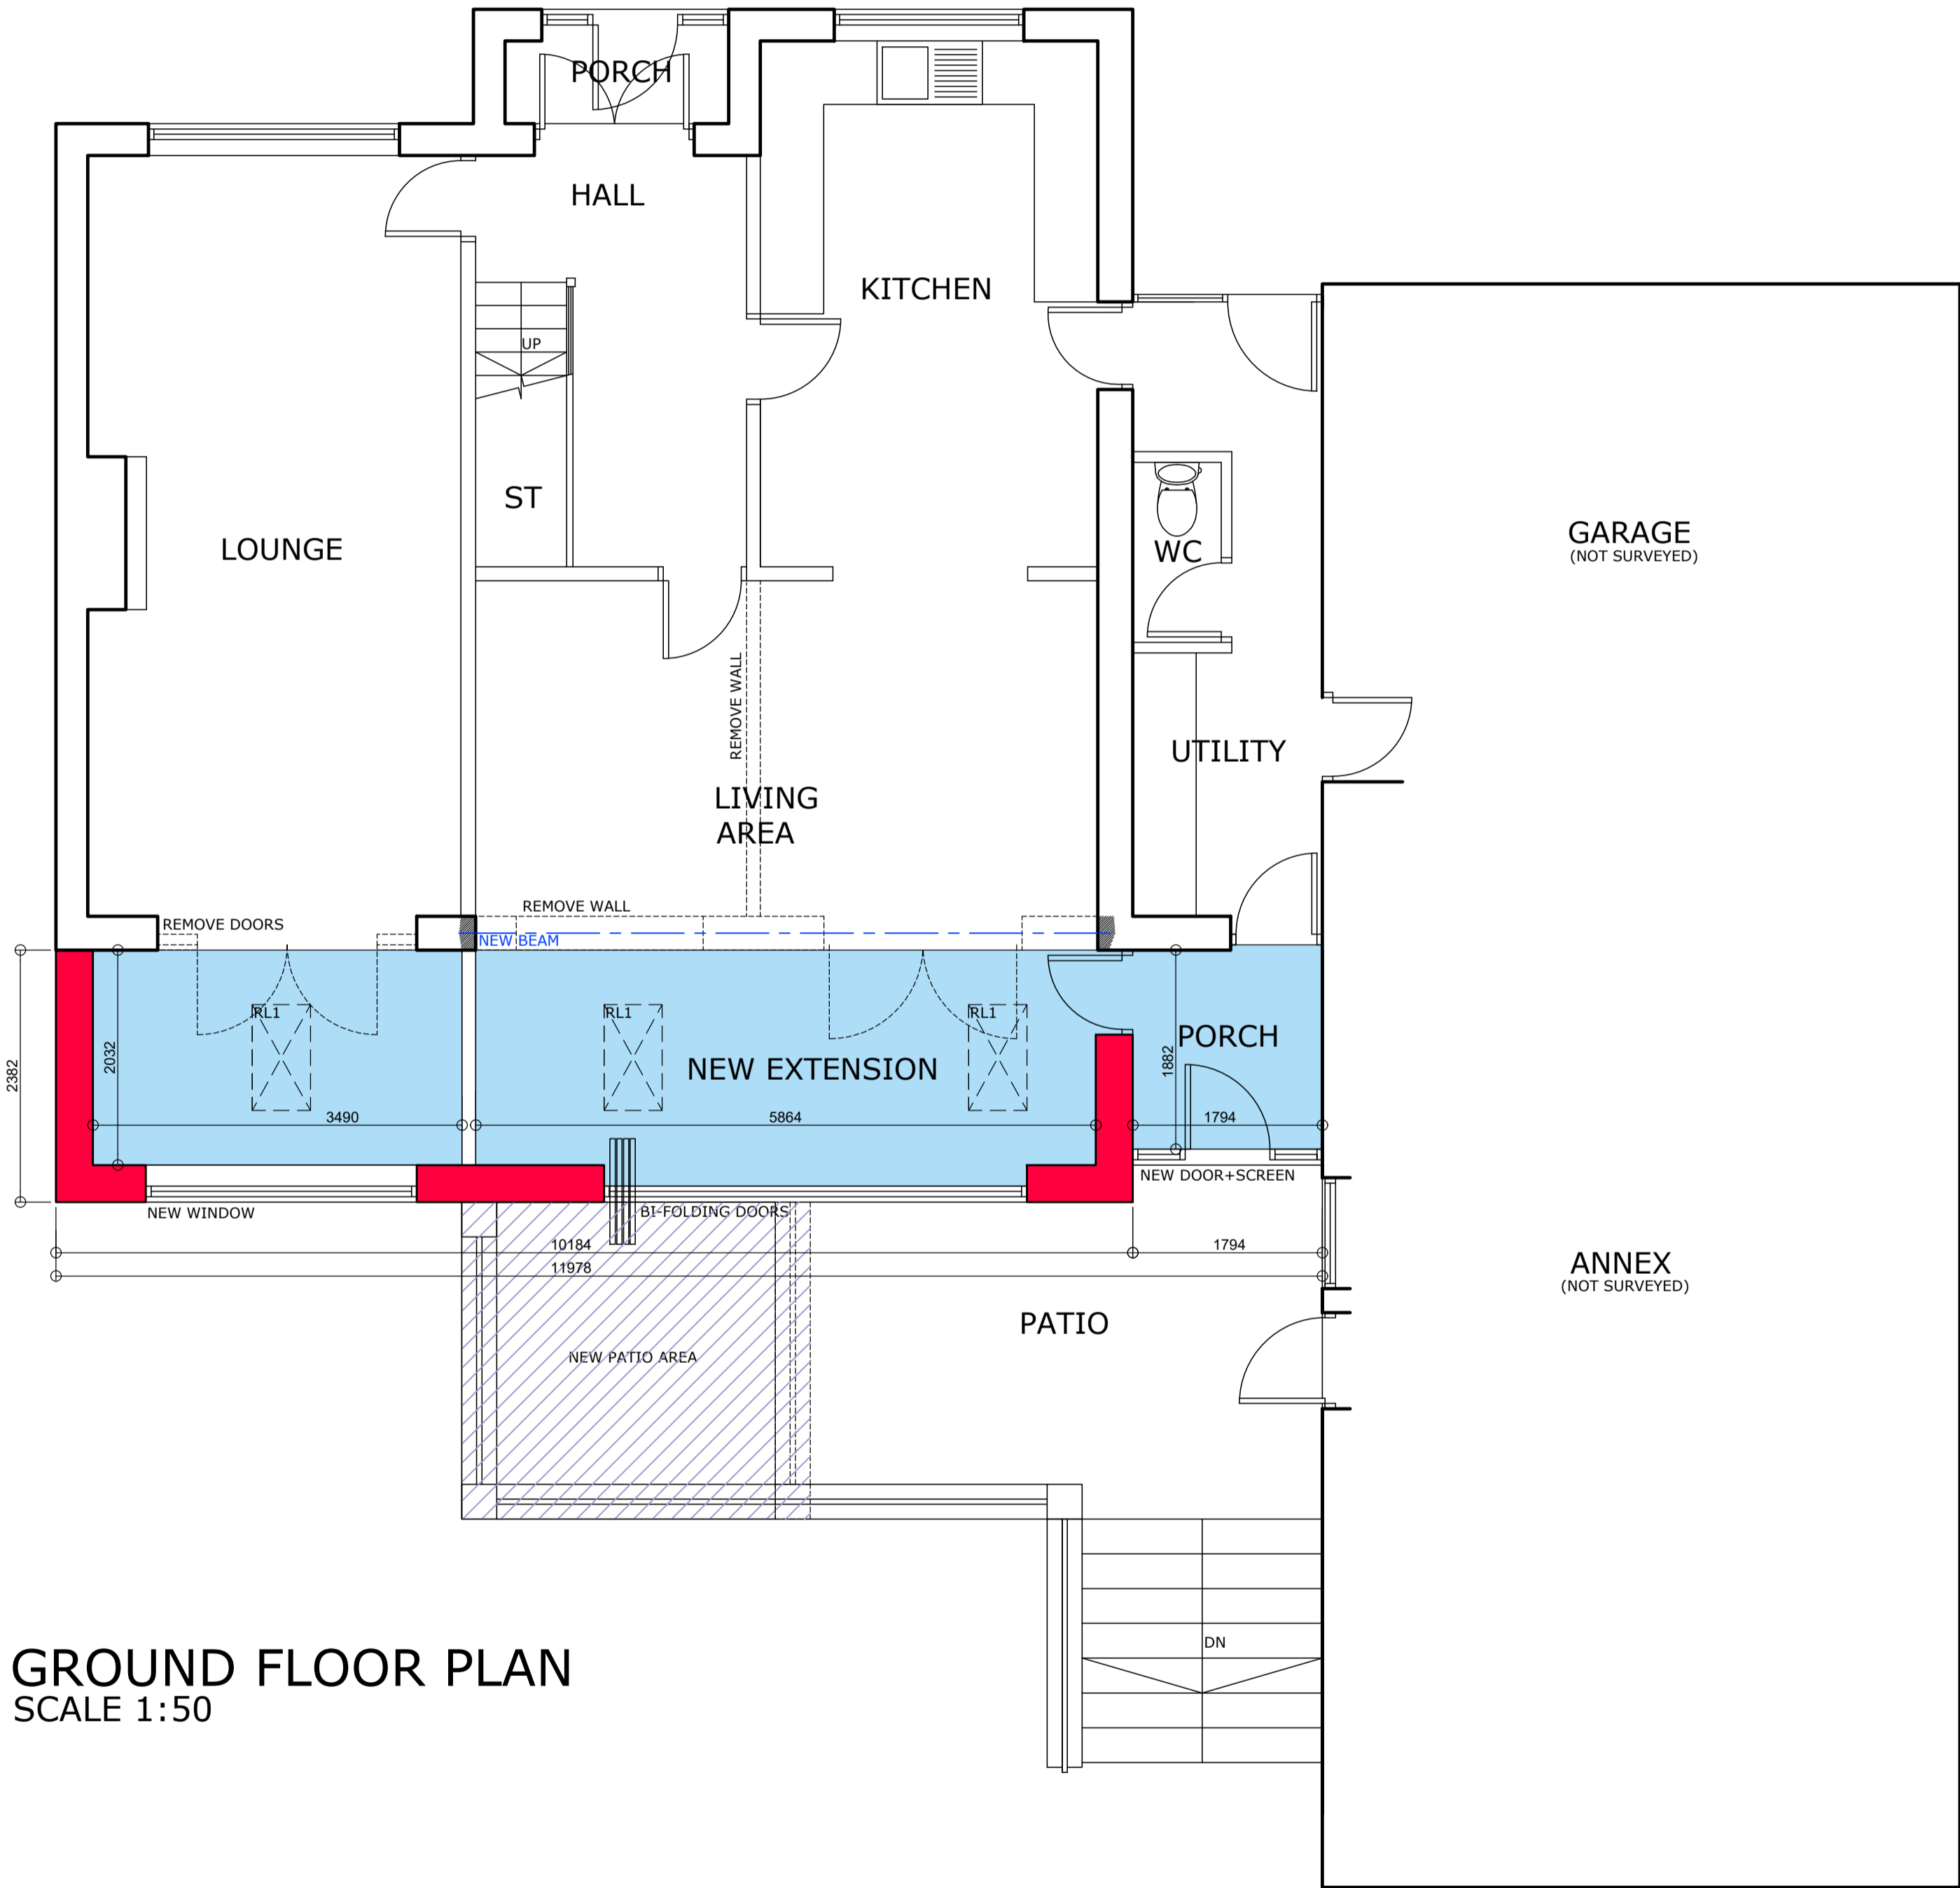 PORCH
HALL
KITCHEN
UP
ST
LOUNGE
WC
GARAGE
(NOT SURVEYED)
REMOVE WALL
UTILITY
LIVING
AREA
REMOVE WALL
REMOVE DOORS
NEW BEAM
RL1
RL1
RL1
PORCH
NEW EXTENSION
2382
2032
1882
3490
5864
1794
NEW DOOR+SCREEN
NEW WINDOW
BI-FOLDING DOORS
10184
1794
11978
ANNEX
(NOT SURVEYED)
PATIO
NEW PATIO AREA
DN
GROUND FLOOR PLAN
SCALE 1:50